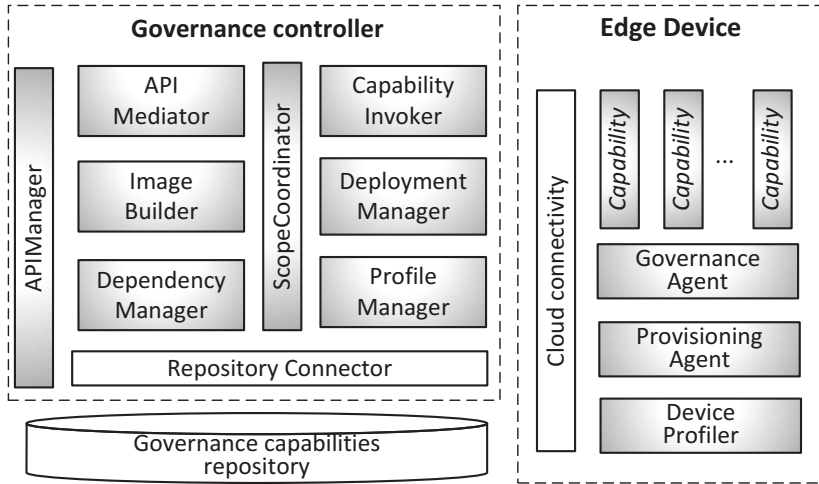 Governance controller
APIManager
API
Mediator
Image
Builder
Dependency
Manager
ScopeCoordinator
Capability
Invoker
Deployment
Manager
Profile
Manager
Repository Connector
Governance capabilities
repository
Edge Device
Cloud connectivity
Capability
Capability
...
Capability
Governance
Agent
Provisioning
Agent
Device
Profiler